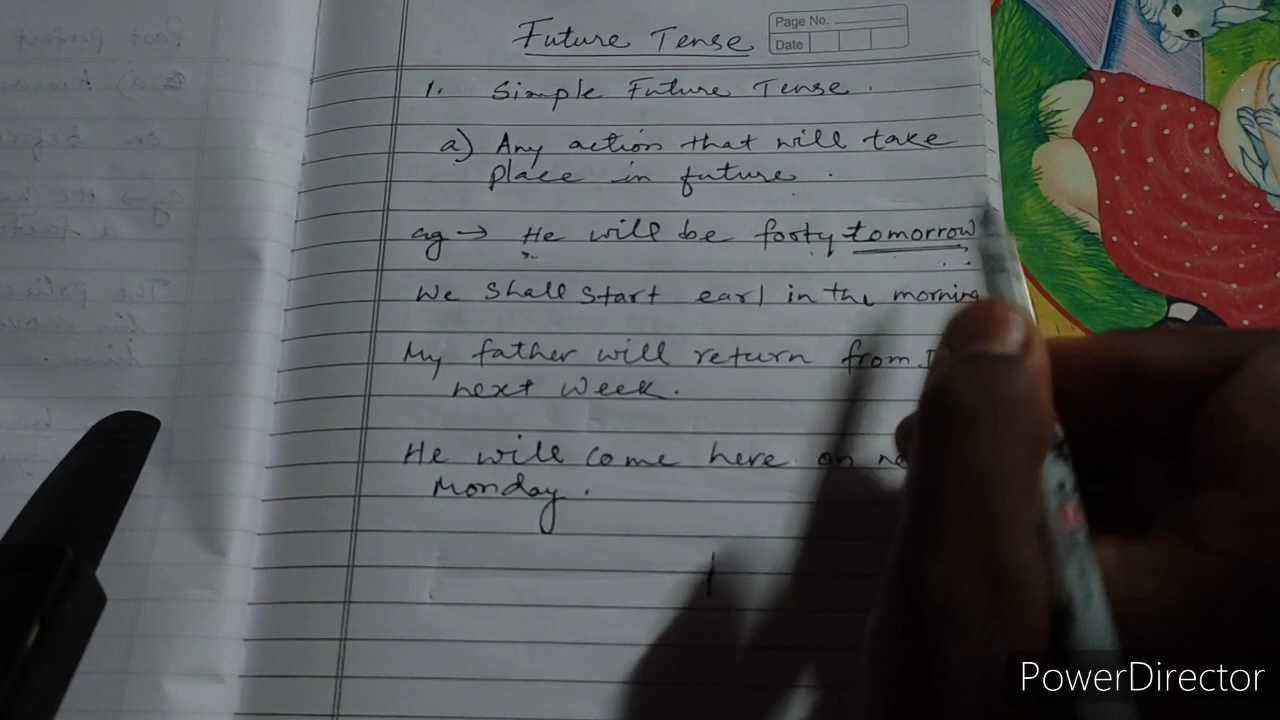 Future Tense
Page No.
Date
1. Simple Future Tense.
a) Any action that will take
place in future.
eg → He will be forty tomorrow
We shall start earl in the morning
My father will return from
next week.
He will come here on
Monday.
Past Perfect
PowerDirector